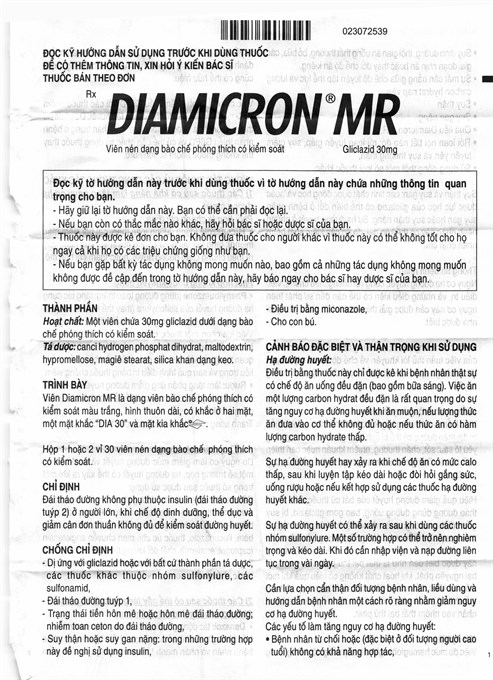 023072539
ĐỌC KỸ HƯỚNG DẪN SỬ DỤNG TRƯỚC KHI DÙNG THUỐC
ĐỂ CÓ THÊM THÔNG TIN, XIN HỎI Ý KIẾN BÁC SĨ
THUỐC BÁN THEO ĐƠN
Rx
DIAMICRON® MR
Viên nén dạng bào chế phóng thích có kiểm soát Gliclazid 30mg
Đọc kỹ tờ hướng dẫn này trước khi dùng thuốc vì tờ hướng dẫn này chứa những thông tin quan
trọng cho bạn.
- Hãy giữ lại tờ hướng dẫn này. Bạn có thể cần phải đọc lại.
- Nếu bạn còn có thắc mắc nào khác, hãy hỏi bác sĩ hoặc dược sĩ của bạn.
- Thuốc này được kê đơn cho bạn. Không đưa thuốc cho người khác vì thuốc này có thể không tốt cho họ
ngay cả khi họ có các triệu chứng giống như bạn.
- Nếu bạn gặp bất kỳ tác dụng không mong muốn nào, bao gồm cả những tác dụng không mong muốn
không được đề cập đến trong tờ hướng dẫn này, hãy báo ngay cho bác sĩ hay dược sĩ của bạn.
THÀNH PHẦN
Hoạt chất: Một viên chứa 30mg gliclazid dưới dạng bào
chế phóng thích có kiểm soát.
Tá dược: canci hydrogen phosphat dihydrat, maltodextrin,
hypromellose, magiê stearat, silica khan dạng keo.
TRÌNH BÀY
Viên Diamicron MR là dạng viên bào chế phóng thích có
kiểm soát màu trắng, hình thuôn dài, có khắc ở hai mặt,
một mặt khắc "DIA 30" và mặt kia khắc
Hộp 1 hoặc 2 vỉ 30 viên nén dạng bào chế phóng thích
có kiểm soát.
CHỈ ĐỊNH
Đái tháo đường không phụ thuộc insulin (đái tháo đường
tuýp 2) ở người lớn, khi chế độ dinh dưỡng, thể dục và
giảm cân đơn thuần không đủ để kiểm soát đường huyết.
CHỐNG CHỈ ĐỊNH
- Dị ứng với gliclazid hoặc với bất cứ thành phần tá dược,
các thuốc khác thuộc nhóm sulfonylure, các
sulfonamid,
- Đái tháo đường tuýp 1,
- Trạng thái tiền hôn mê hoặc hôn mê đái tháo đường;
nhiễm toan ceton do đái tháo đường,
- Suy thận hoặc suy gan nặng: trong những trường hợp
này đề nghị sử dụng insulin,
- Điều trị bằng miconazole,
- Cho con bú.
CẢNH BÁO ĐẶC BIỆT VÀ THẬN TRỌNG KHI SỬ DỤNG
Hạ đường huyết:
Điều trị bằng thuốc này chỉ được kê khi bệnh nhân thật sự
có chế độ ăn uống đều đặn (bao gồm bữa sáng). Việc ăn
một lượng carbon hydrat đều là rất quan trọng do sự
tăng nguy cơ hạ đường huyết khi ăn muộn, nếu lượng thức
ăn đưa vào cơ thể không đủ hoặc nếu thức ăn có hàm
lượng carbon hydrate thấp.
Sự hạ đường huyết hay xảy ra khi chế độ ăn có mức calo
thấp, sau khi luyện tập kéo dài hoặc đòi hỏi gắng sức,
uống rượu hoặc nếu kết hợp sử dụng các thuốc hạ đường
huyết khác.
Sự hạ đường huyết có thể xảy ra sau khi dùng các thuốc
nhóm sulfonylure. Một số trường hợp có thể trở nên nghiêm
trọng và kéo dài. Khi đó cần nhập viện và nạp đường liên
tục trong vài ngày.
Cần lựa chọn cẩn thận đối tượng bệnh nhân, liều dùng và
hướng dẫn bệnh nhân một cách rõ ràng nhằm giảm nguy
cơ hạ đường huyết.
Các yếu tố làm tăng nguy cơ hạ đường huyết:
• Bệnh nhân từ chối hoặc (đặc biệt ở đối tượng người cao
tuổi) không có khả năng hợp tác,
1